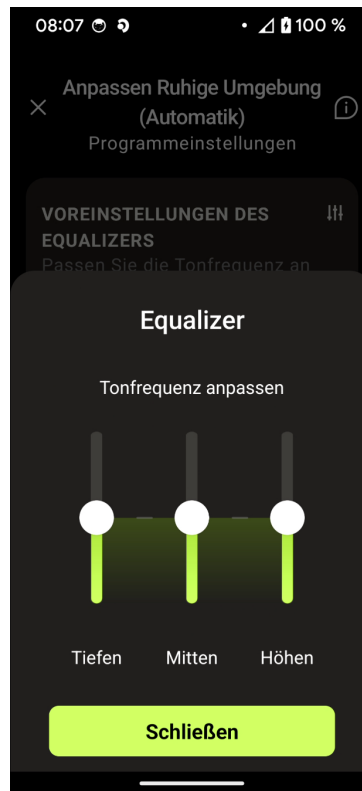 08:07
100 %
Anpassen Ruhige Umgebung
(Automatik)
Programmeinstellungen
VOREINSTELLUNGEN DES
EQUALIZERS
Passen Sie die Tonfrequenz an
Equalizer
Tonfrequenz anpassen
Tiefen Mitten Höhen
Schließen